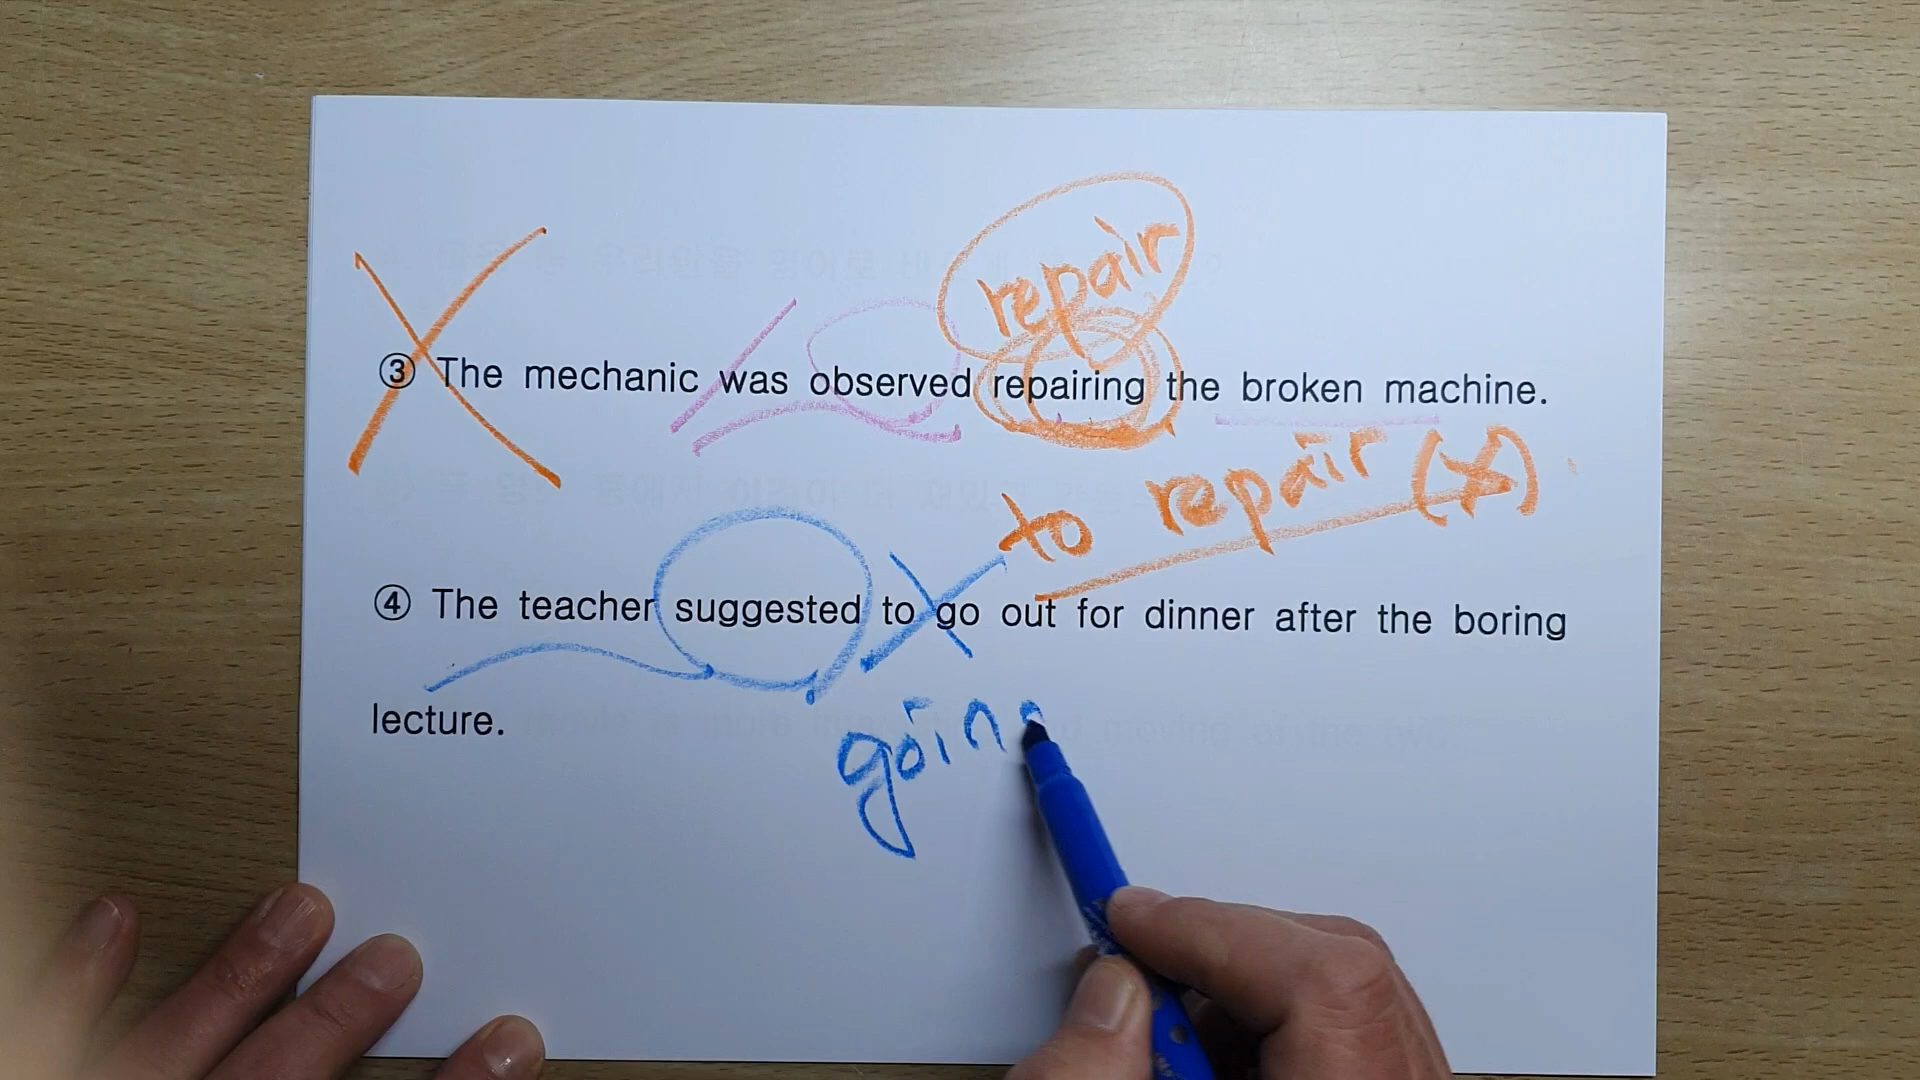 repair
③ The mechanic was observed repairing the broken machine.
to repair (X)
④ The teacher suggested to go out for dinner after the boring
lecture.
going